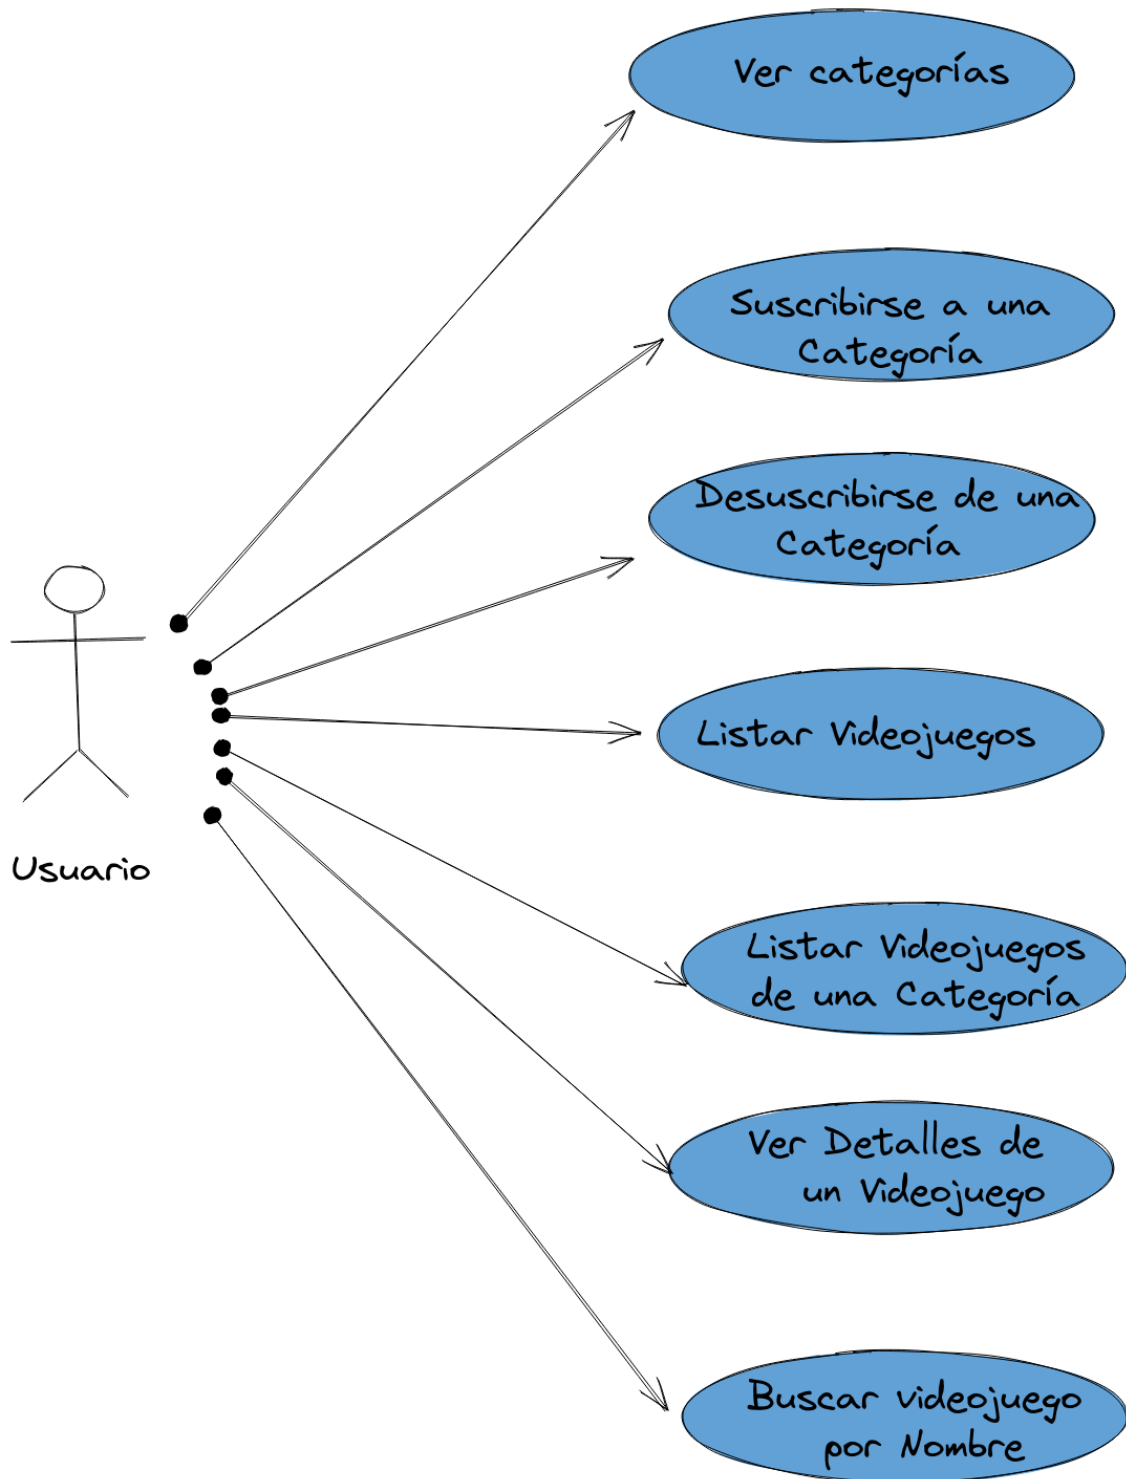 Ver categorías
Suscribirse a una
Categoría
Desuscribirse de una
Categoría
Listar Videojuegos
Usuario
Listar Videojuegos
de una Categoría
Ver Detalles de
un Videojuego
Buscar videojuego
por Nombre